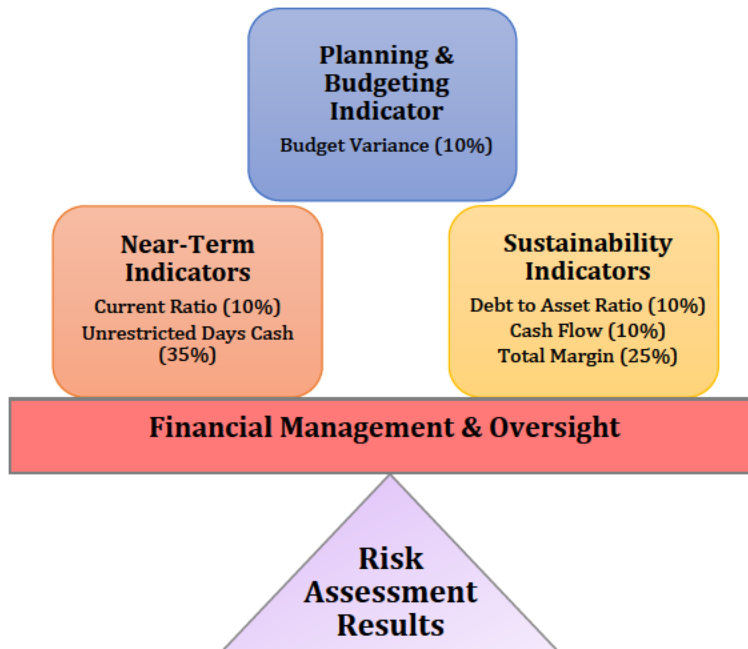 Planning &
Budgeting
Indicator
Budget Variance (10%)
Near-Term
Indicators
Current Ratio (10%)
Unrestricted Days Cash
(35%)
Sustainability
Indicators
Debt to Asset Ratio (10%)
Cash Flow (10%)
Total Margin (25%)
Financial Management & Oversight
Risk
Assessment
Results